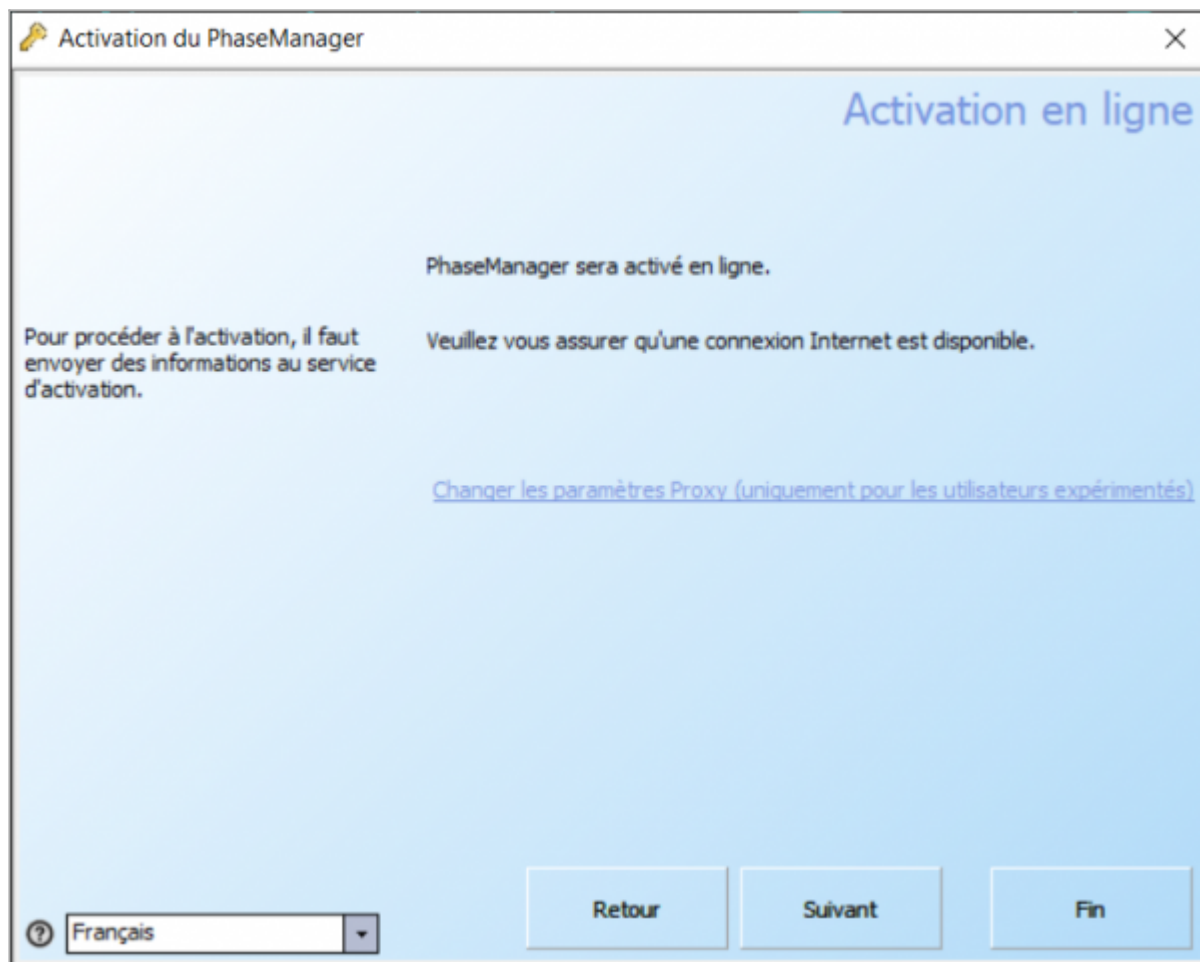 Activation du PhaseManager
Activation en ligne
PhaseManager sera activé en ligne.
Pour procéder à l'activation, il faut
envoyer des informations au service
d'activation.
Veuillez vous assurer qu'une connexion Internet est disponible.
Changer les paramètres Proxy (uniquement pour les utilisateurs expérimentés)
Retour
Suivant
Fin
Français